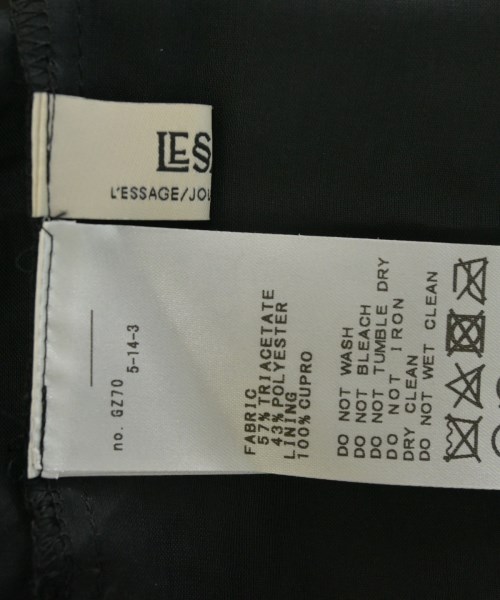 LES
L'ESSAGE/JOU
no. GZ70
5-14-3
FABRIC
57% TRIACETATE
43% POLYESTER
LINING
100% CUPRO
DO NOT WASH
DO NOT BLEACH
DO NOT TUMBLE DRY
DO NOT IRON
DRY CLEAN
DO NOT WET CLEAN